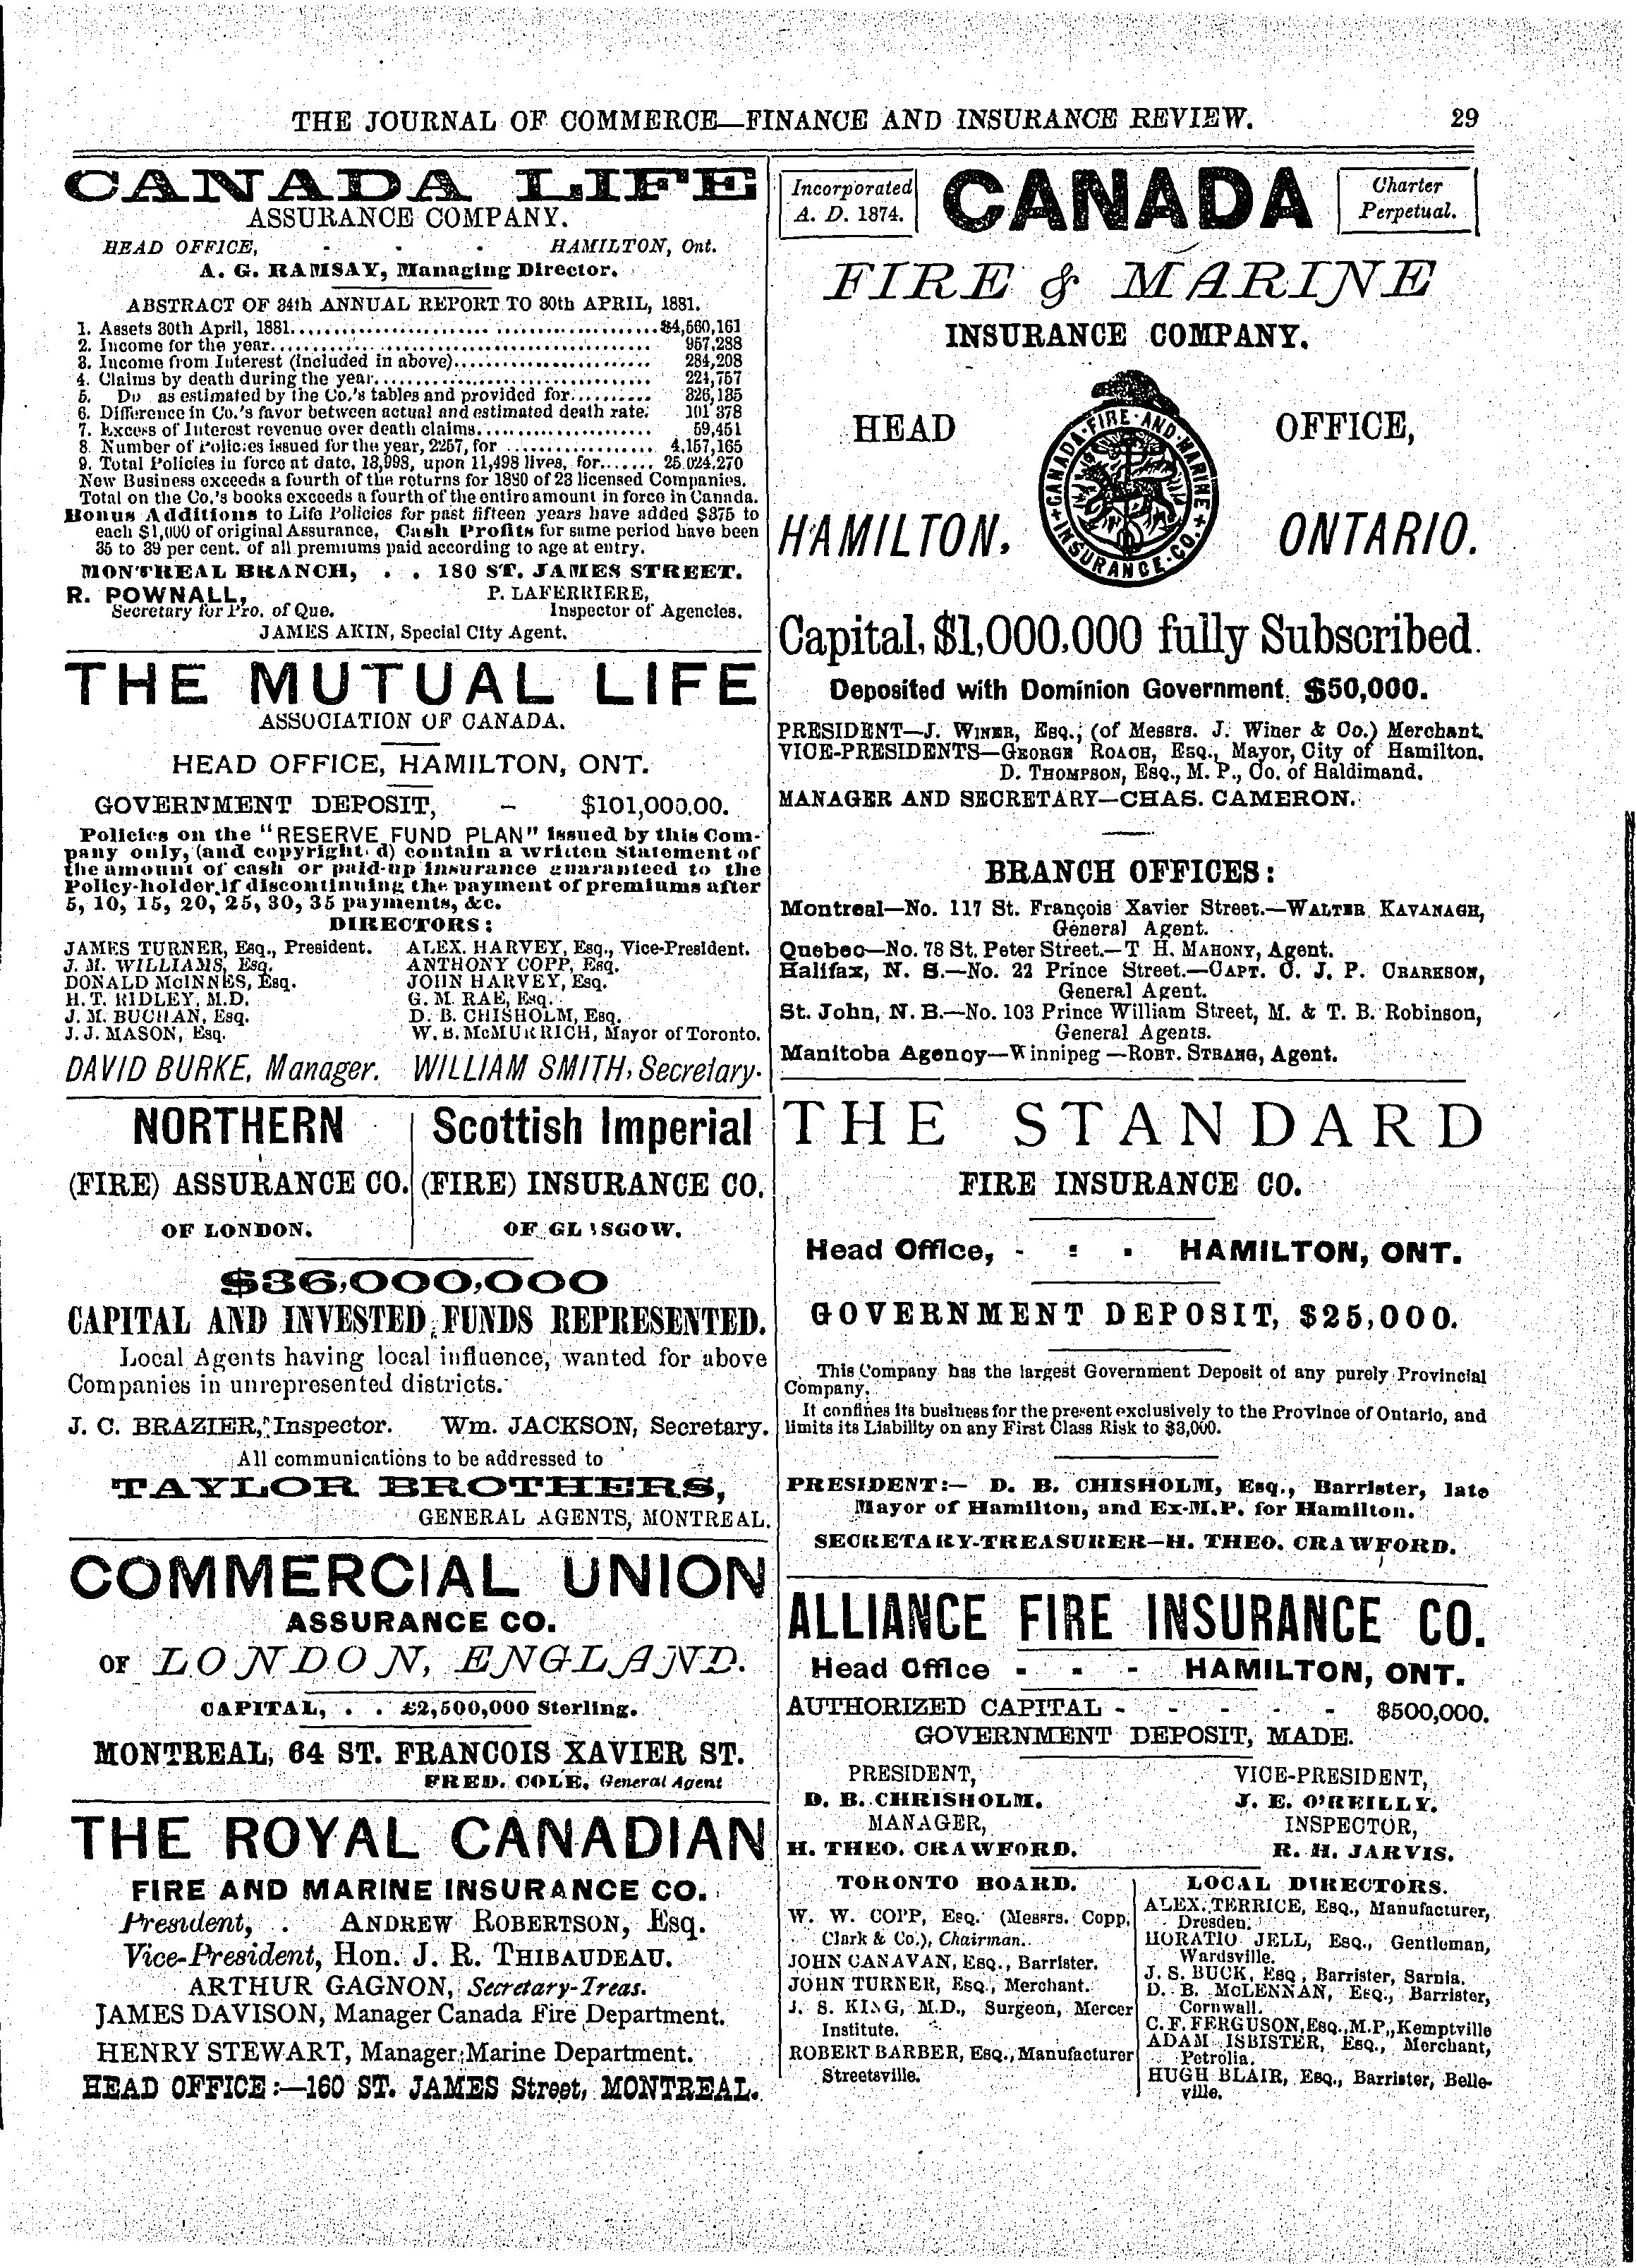 THE JOURNAL OF COMMERCE—FINANCE AND INSURANCE REVIEW. 29
CANADA LIFE
ASSURANCE COMPANY.
HEAD OFFICE, - . . HAMILTON, Ont.
A. G. RAMSAY, Managing Director.
ABSTRACT OF 34th ANNUAL REPORT TO 30th APRIL, 1881.
1. Assets 30th April, 1881. $4,560,161
2. Income for the year. 957,288
3. Income from Interest (included in above). 284,208
4. Claims by death during the year. 224,757
5. Do as estimated by the Co.'s tables and provided for. 326,135
6. Difference in Co.'s favor between actual and estimated death rate. 101 378
7. Excess of Interest revenue over death claims. 59,451
8. Number of Policies issued for the year, 2257, for 4,157,165
9. Total Policies in force at date, 13,993, upon 11,498 lives, for. 25.024,270
New Business exceeds a fourth of the returns for 1880 of 23 licensed Companies.
Total on the Co.'s books exceeds a fourth of the entire amount in force in Canada.
Bonus Additions to Life Policies for past fifteen years have added $375 to
each $1,000 of original Assurance. Cash Profits for same period have been
35 to 39 per cent. of all premiums paid according to age at entry.
MONTREAL BRANCH, . . 180 ST. JAMES STREET.
R. POWNALL, P. LAFERRIERE,
Secretary for Pro. of Que. Inspector of Agencies.
JAMES AKIN, Special City Agent.
THE MUTUAL LIFE
ASSOCIATION OF CANADA.
HEAD OFFICE, HAMILTON, ONT.
GOVERNMENT DEPOSIT, - $101,000.00.
Policies on the "RESERVE FUND PLAN" issued by this Com-
pany only, (and copyright d) contain a written statement of
the amount of cash or paid-up insurance guaranteed to the
Policy-holder if discontinuing the payment of premiums after
5, 10, 15, 20, 25, 30, 35 payments, &c.
DIRECTORS:
JAMES TURNER, Esq., President. ALEX. HARVEY, Esq., Vice-President.
J. M. WILLIAMS, Esq. ANTHONY COPP, Esq.
DONALD McINNES, Esq. JOHN HARVEY, Esq.
H. T. RIDLEY, M.D. G. M. RAE, Esq.
J. M. BUCHAN, Esq. D. B. CHISHOLM, Esq.
J. J. MASON, Esq. W. B. McMURRICH, Mayor of Toronto.
DAVID BURKE, Manager. WILLIAM SMITH, Secretary.
NORTHERN
(FIRE) ASSURANCE CO.
OF LONDON.
Scottish Imperial
(FIRE) INSURANCE CO.
OF GLASGOW.
$36,000,000
CAPITAL AND INVESTED FUNDS REPRESENTED.
Local Agents having local influence, wanted for above
Companies in unrepresented districts.
J. C. BRAZIER, Inspector. Wm. JACKSON, Secretary.
All communications to be addressed to
TAYLOR BROTHERS,
GENERAL AGENTS, MONTREAL.
COMMERCIAL UNION
ASSURANCE CO.
OF LONDON, ENGLAND.
CAPITAL, . . £2,500,000 Sterling.
MONTREAL, 64 ST. FRANCOIS XAVIER ST.
FRED. COLE, General Agent
THE ROYAL CANADIAN
FIRE AND MARINE INSURANCE CO.
President, . ANDREW ROBERTSON, Esq.
Vice-President, Hon. J. R. THIBAUDEAU.
ARTHUR GAGNON, Secretary-Treas.
JAMES DAVISON, Manager Canada Fire Department.
HENRY STEWART, Manager Marine Department.
HEAD OFFICE:—160 ST. JAMES Street, MONTREAL.
Incorporated
A. D. 1874.
CANADA
Charter
Perpetual.
FIRE & MARINE
INSURANCE COMPANY.
HEAD OFFICE,
CANADA FIRE AND MARINE INSURANCE CO.
HAMILTON, ONTARIO.
Capital, $1,000,000 fully Subscribed.
Deposited with Dominion Government, $50,000.
PRESIDENT—J. WINER, ESQ., (of Messrs. J. Winer & Co.) Merchant.
VICE-PRESIDENTS—GEORGE ROACH, ESQ., Mayor, City of Hamilton.
D. THOMPSON, ESQ., M. P., Co. of Haldimand.
MANAGER AND SECRETARY—CHAS. CAMERON.
BRANCH OFFICES:
Montreal—No. 117 St. François Xavier Street.—WALTER KAVANAGH,
General Agent.
Quebec—No. 78 St. Peter Street.—T H. MAHONY, Agent.
Halifax, N. S.—No. 22 Prince Street.—CAPT. C. J. P. CLARKSON,
General Agent.
St. John, N. B.—No. 103 Prince William Street, M. & T. B. Robinson,
General Agents.
Manitoba Agency—Winnipeg—ROBT. STRANG, Agent.
THE STANDARD
FIRE INSURANCE CO.
Head Office, - : . HAMILTON, ONT.
GOVERNMENT DEPOSIT, $25,000.
This Company has the largest Government Deposit of any purely Provincial
Company.
It confines its business for the present exclusively to the Province of Ontario, and
limits its Liability on any First Class Risk to $3,000.
PRESIDENT:— D. B. CHISHOLM, Esq., Barrister, late
Mayor of Hamilton, and Ex-M.P. for Hamilton.
SECRETARY-TREASURER—H. THEO. CRAWFORD.
ALLIANCE FIRE INSURANCE CO.
Head Office - - - HAMILTON, ONT.
AUTHORIZED CAPITAL - - - - - $500,000.
GOVERNMENT DEPOSIT, MADE.
PRESIDENT, VICE-PRESIDENT,
D. B. CHRISHOLM. J. E. O'REILLY.
MANAGER, INSPECTOR,
H. THEO. CRAWFORD. R. H. JARVIS.
TORONTO BOARD.
W. W. COPP, ESQ. (Messrs. Copp,
Clark & Co.), Chairman.
JOHN CANAVAN, ESQ., Barrister.
JOHN TURNER, ESQ., Merchant.
J. S. KING, M.D., Surgeon, Mercer
Institute.
ROBERT BARBER, ESQ., Manufacturer
Streetsville.
LOCAL DIRECTORS.
ALEX. TERRICE, ESQ., Manufacturer,
Dresden.
HORATIO JELL, ESQ., Gentleman,
Wardsville.
J. S. BUCK, ESQ., Barrister, Sarnia.
D. B. McLENNAN, ESQ., Barrister,
Cornwall.
C. F. FERGUSON, ESQ., M.P., Kemptville
ADAM ISBISTER, ESQ., Merchant,
Petrolia.
HUGH BLAIR, ESQ., Barrister, Belle-
ville.